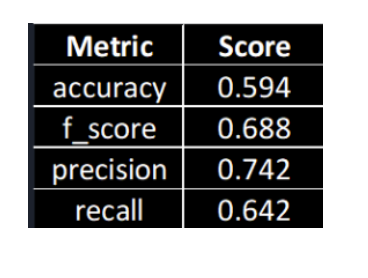 Metric Score
accuracy 0.594
f_score 0.688
precision 0.742
recall 0.642